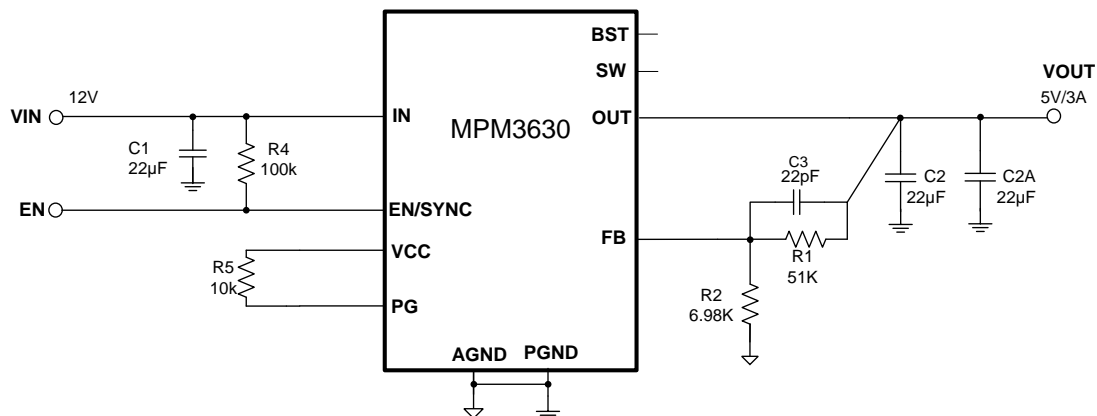 BST
SW
VOUT
12V
5V/3A
VIN
IN
MPM3630
OUT
C1
22µF
R4
100k
C3
22pF
C2
22µF
C2A
22µF
EN
EN/SYNC
FB
VCC
R1
51K
R5
10k
R2
6.98K
PG
AGND
PGND